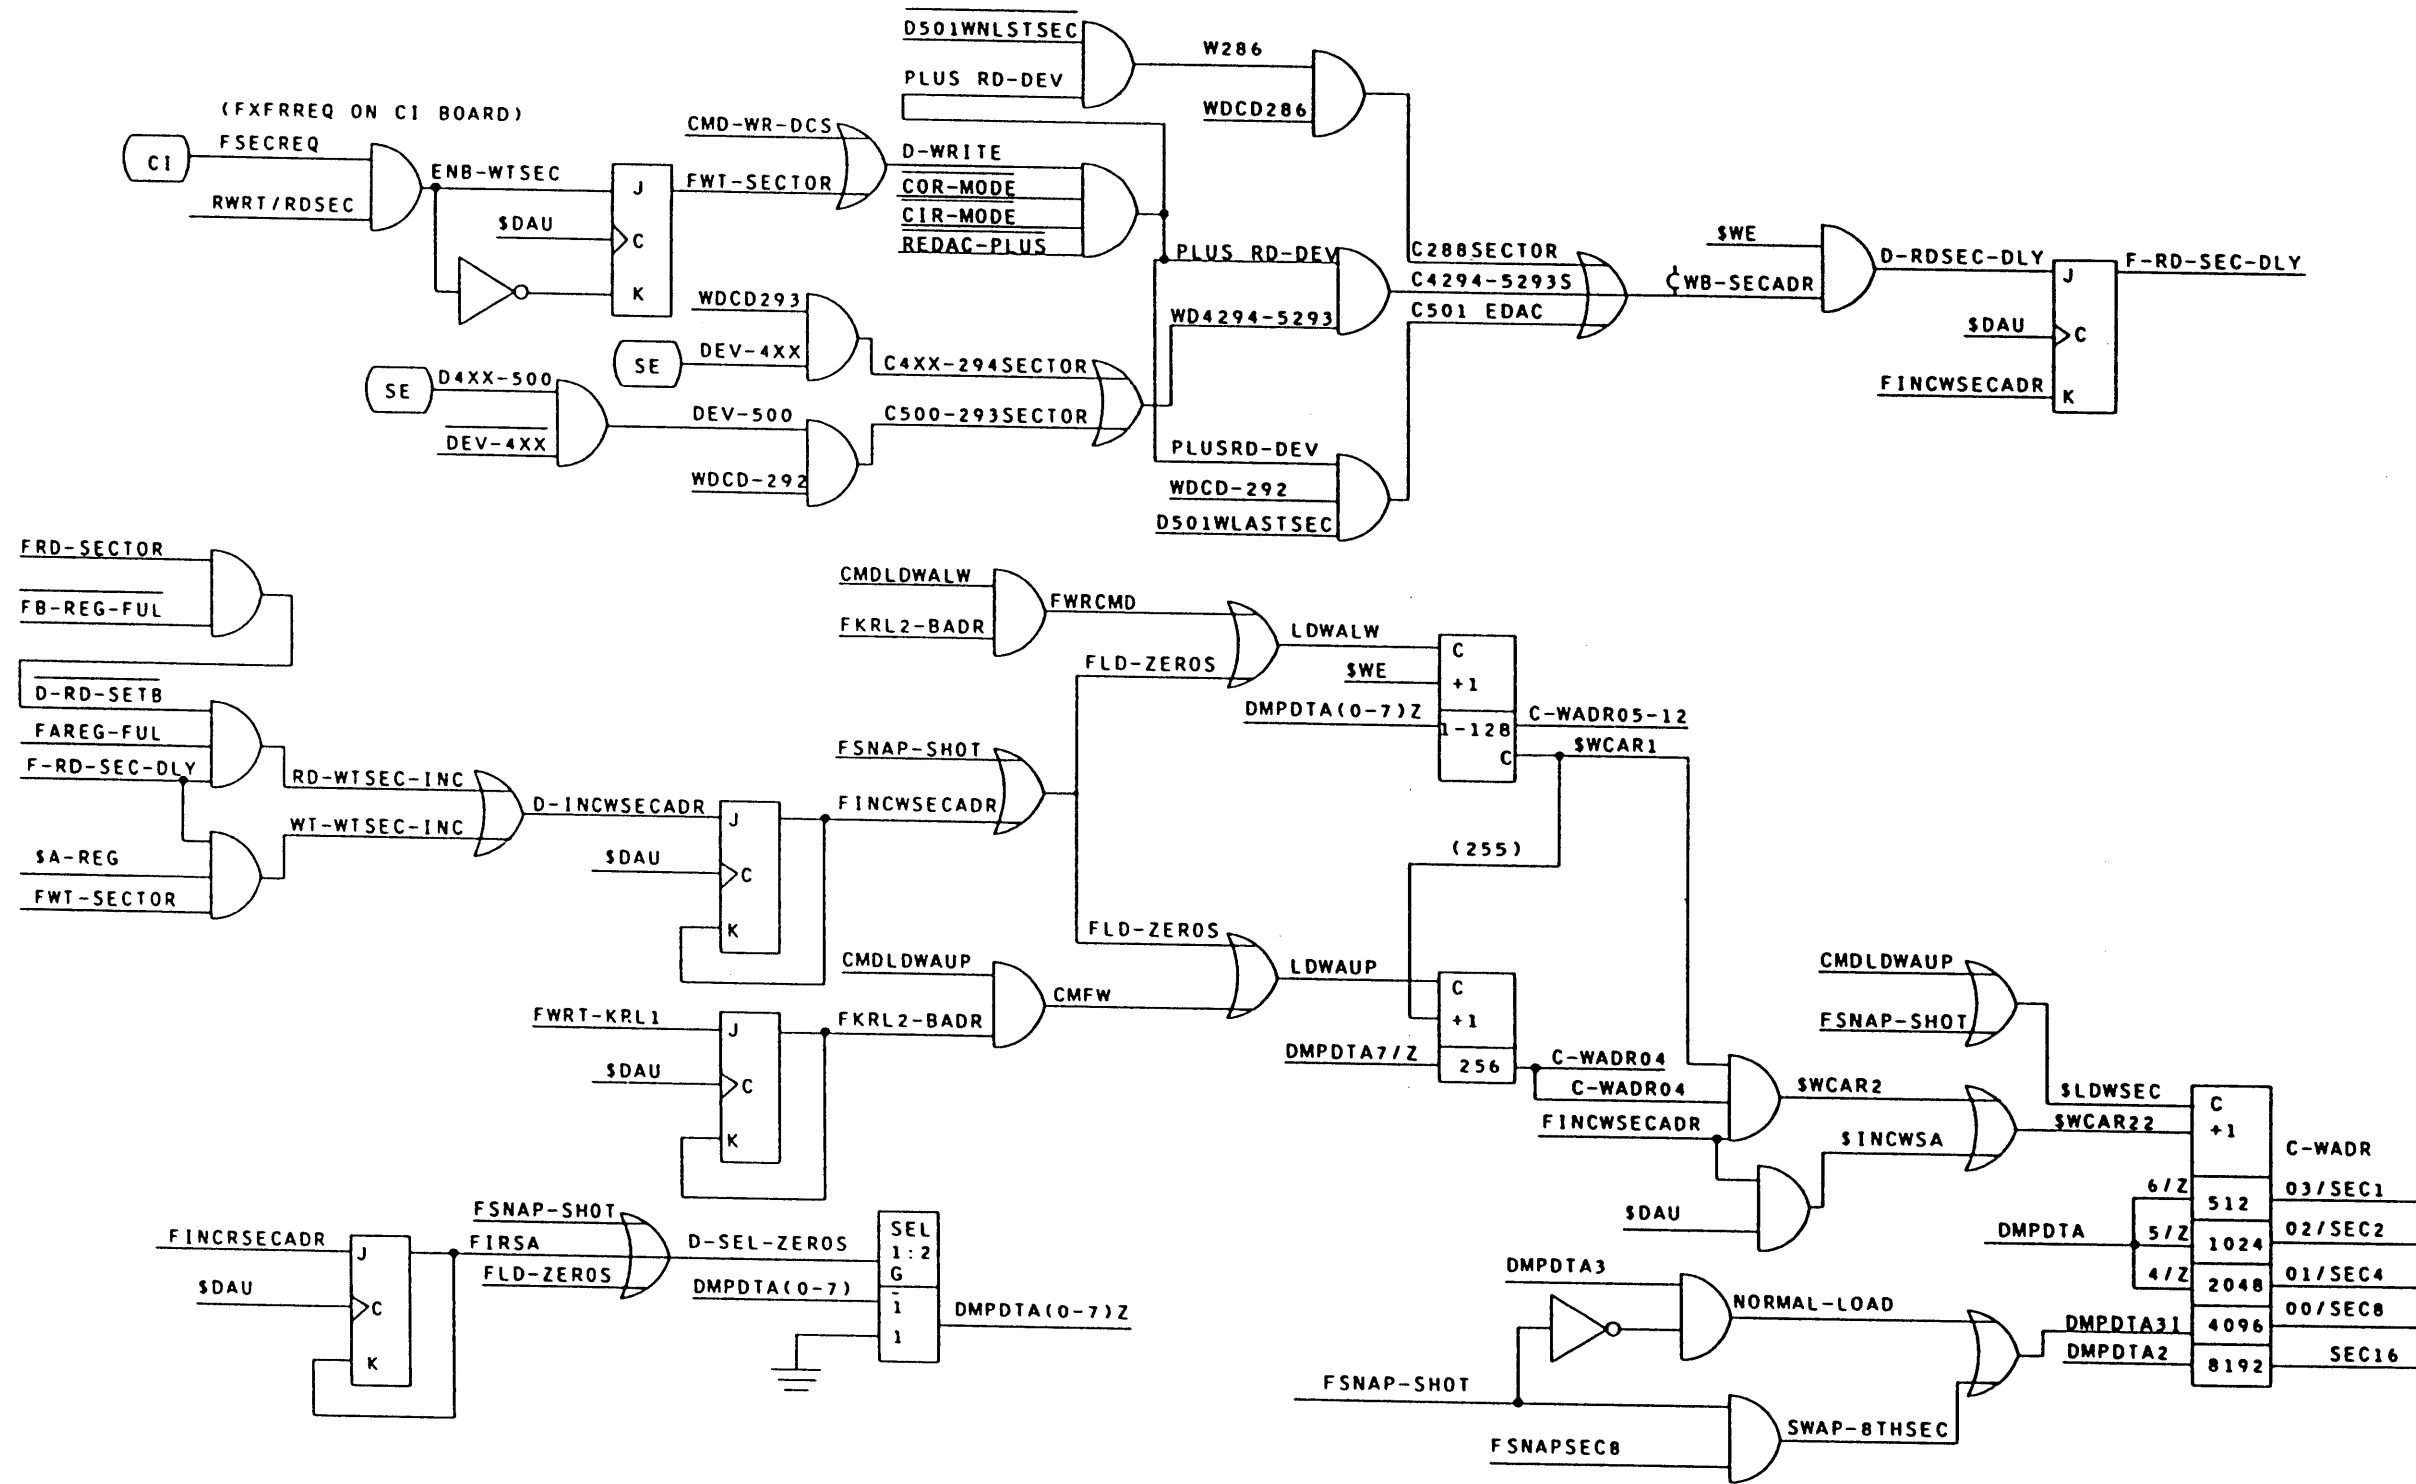 D501WNLSTSEC
W286
PLUS RD-DEV
WDCD286
(FXFRREQ ON CI BOARD)
CI
FSECREQ
RWRT/RDSEC
ENB-WTSEC
$DAU
J
C
K
CMD-WR-DCS
FWT-SECTOR
D-WRITE
COR-MODE
CIR-MODE
REDAC-PLUS
PLUS RD-DEV
WD4294-5293
C288SECTOR
C4294-5293S
C501 EDAC
$WE
¢WB-SECADR
D-RDSEC-DLY
$DAU
FINCWSECADR
J
C
K
F-RD-SEC-DLY
WDCD293
SE
DEV-4XX
C4XX-294SECTOR
SE
D4XX-500
DEV-4XX
DEV-500
WDCD-292
C500-293SECTOR
PLUSRD-DEV
WDCD-292
D501WLASTSEC
FRD-SECTOR
FB-REG-FUL
D-RD-SETB
FAREG-FUL
F-RD-SEC-DLY
RD-WTSEC-INC
WT-WTSEC-INC
$A-REG
FWT-SECTOR
D-INCWSECADR
$DAU
J
C
K
CMDLDWALW
FKRL2-BADR
FWRCMD
FLD-ZEROS
LDWALW
$WE
DMPDTA(0-7)Z
C
+1
1-128
C
C-WADR05-12
$WCAR1
(255)
FSNAP-SHOT
FINCWSECADR
FLD-ZEROS
CMDLDWAUP
FKRL2-BADR
CMFW
LDWAUP
DMPDTA7/Z
C
+1
256
C-WADR04
C-WADR04
FINCWSECADR
$WCAR2
$DAU
$INCWSA
FWRT-KRL1
$DAU
J
C
K
CMDLDWAUP
FSNAP-SHOT
$LDWSEC
$WCAR22
C
+1
C-WADR
DMPDTA
6/Z
512
03/SEC1
5/Z
1024
02/SEC2
4/Z
2048
01/SEC4
DMPDTA31
4096
00/SEC8
DMPDTA2
8192
SEC16
FINCRSECADR
$DAU
J
C
K
FSNAP-SHOT
FIRSA
FLD-ZEROS
D-SEL-ZEROS
DMPDTA(0-7)
SEL
1:2
G
1
1
DMPDTA(0-7)Z
DMPDTA3
NORMAL-LOAD
FSNAP-SHOT
FSNAPSEC8
SWAP-8THSEC